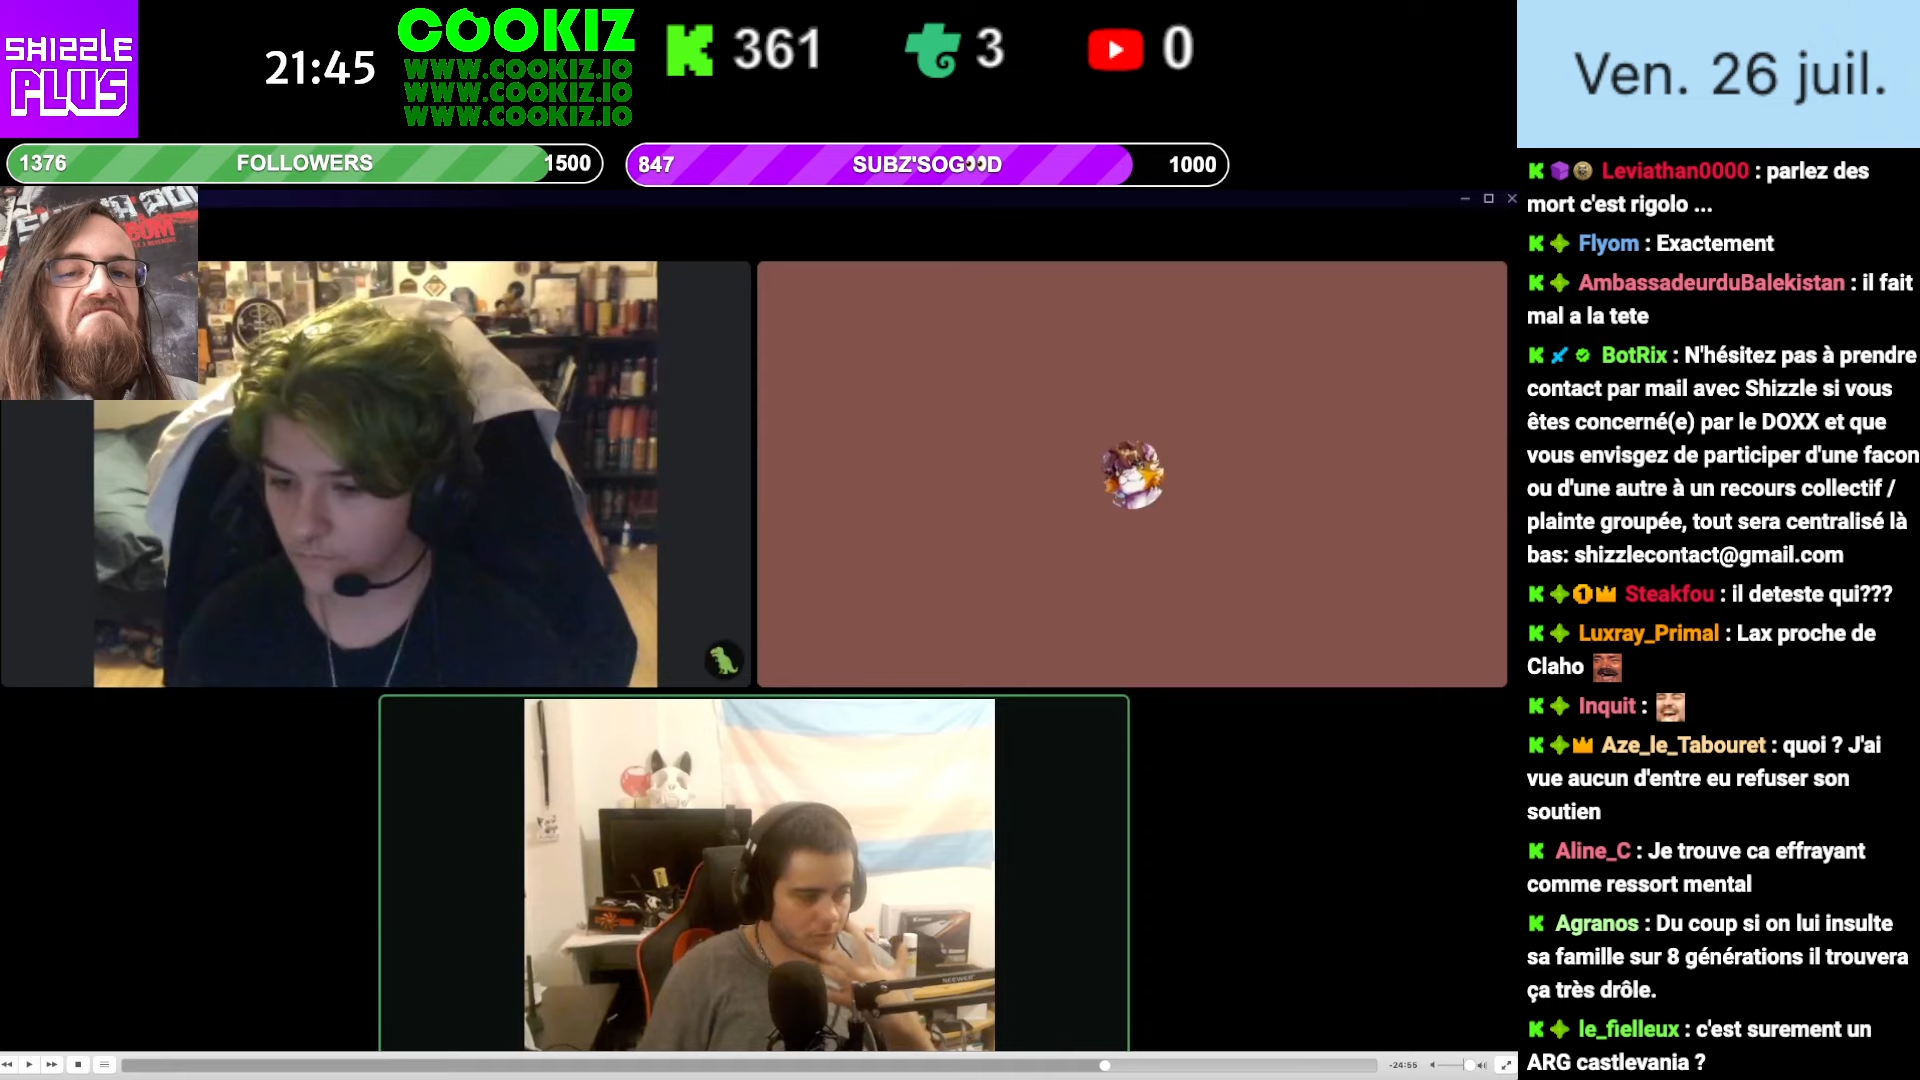 SHIZZLE
PLUS
21:45
COOKIZ
WWW.COOKIZ.IO
WWW.COOKIZ.IO
WWW.COOKIZ.IO
361
3
0
Ven. 26 juil.
1376 FOLLOWERS 1500
847 SUBZ'SOG👀D 1000
Leviathan0000 : parlez des
mort c'est rigolo ...
Flyom : Exactement
AmbassadeurduBalekistan : il fait
mal a la tete
BotRix : N'hésitez pas à prendre
contact par mail avec Shizzle si vous
êtes concerné(e) par le DOXX et que
vous envisgez de participer d'une facon
ou d'une autre à un recours collectif /
plainte groupée, tout sera centralisé là
bas: shizzlecontact@gmail.com
Steakfou : il deteste qui???
Luxray_Primal : Lax proche de
Claho
Inquit :
Aze_le_Tabouret : quoi ? J'ai
vue aucun d'entre eu refuser son
soutien
Aline_C : Je trouve ca effrayant
comme ressort mental
Agranos : Du coup si on lui insulte
sa famille sur 8 générations il trouvera
ça très drôle.
le_fielleux : c'est surement un
ARG castlevania ?
NEEWER
-24:55